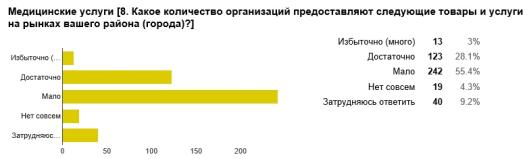 Медицинские услуги [8. Какое количество организаций предоставляют следующие товары и услуги
на рынках вашего района (города)?]
Избыточно (…
Достаточно
Мало
Нет совсем
Затрудняюс…
0 50 100 150 200
Избыточно (много) 13 3%
Достаточно 123 28.1%
Мало 242 55.4%
Нет совсем 19 4.3%
Затрудняюсь ответить 40 9.2%